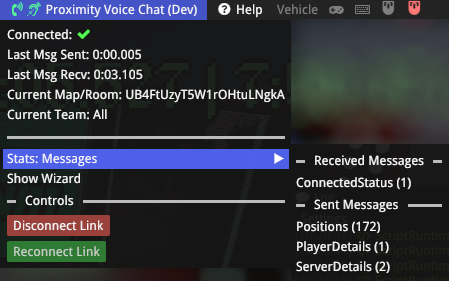 Proximity Voice Chat (Dev) Help Vehicle
Connected:
Last Msg Sent: 0:00.005
Last Msg Recv: 0:03.105
Current Map/Room: UB4FtUzyT5W1rOHtuLNgkA
Current Team: All
Stats: Messages
Show Wizard
Controls
Disconnect Link
Reconnect Link
Received Messages
ConnectedStatus (1)
Sent Messages
Positions (172)
PlayerDetails (1)
ServerDetails (2)